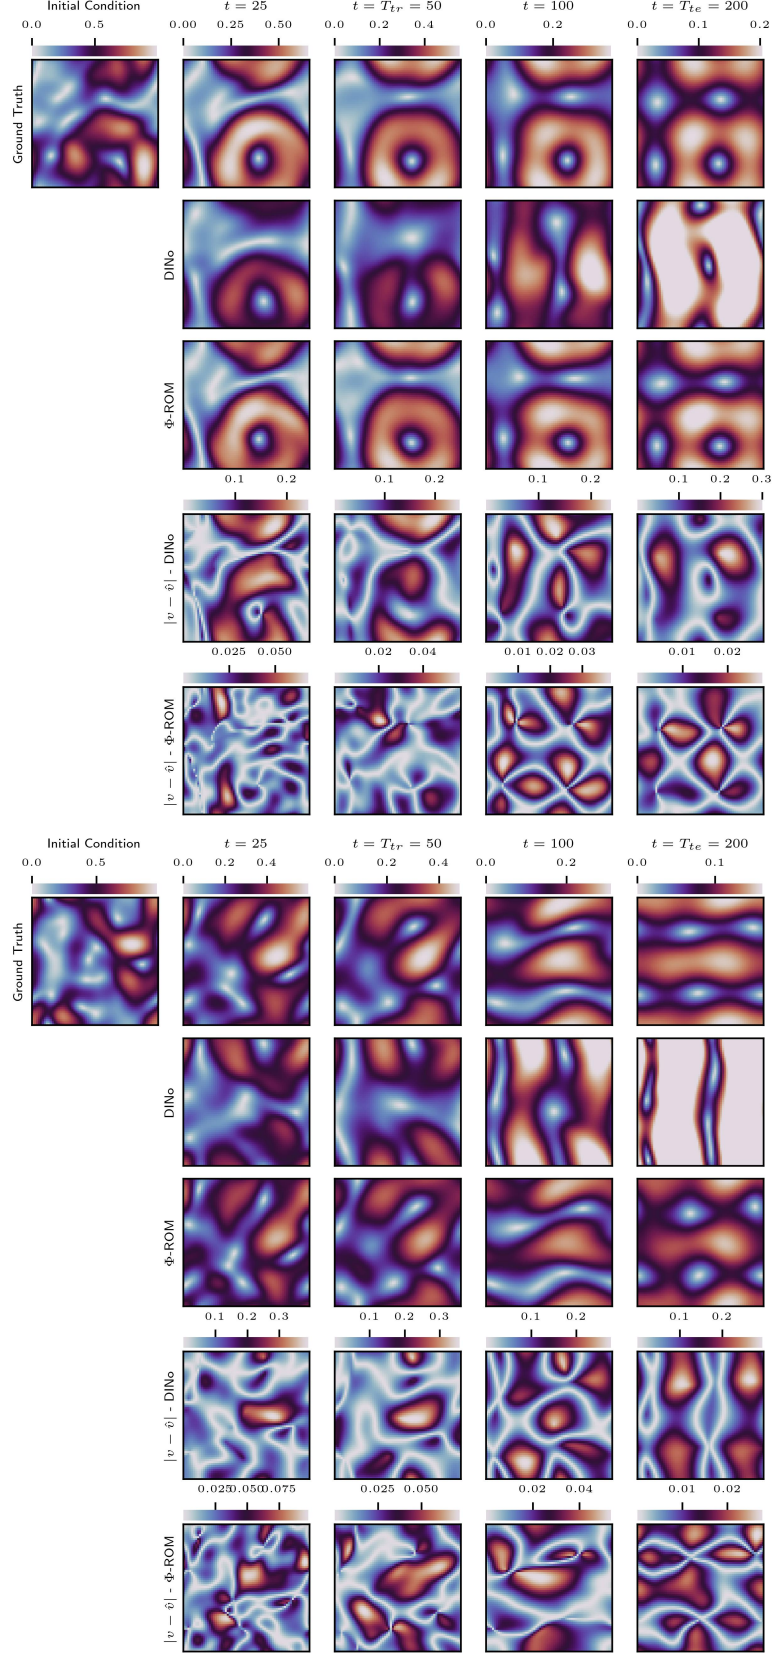 Initial Condition t = 25 t = T_tr = 50 t = 100 t = T_te = 200
0.0 0.5 0.00 0.25 0.50 0.0 0.2 0.4 0.0 0.2 0.0 0.1 0.2
Ground Truth
DINo
Φ-ROM
0.1 0.2 0.1 0.2 0.1 0.2 0.1 0.2 0.3
|v − v̂| - DINo
0.025 0.050 0.02 0.04 0.01 0.02 0.03 0.01 0.02
|v − v̂| - Φ-ROM
Initial Condition t = 25 t = T_tr = 50 t = 100 t = T_te = 200
0.0 0.5 0.0 0.2 0.4 0.0 0.2 0.4 0.0 0.2 0.0 0.1
Ground Truth
DINo
Φ-ROM
0.1 0.2 0.3 0.1 0.2 0.3 0.1 0.2 0.1 0.2
|v − v̂| - DINo
0.025 0.050 0.075 0.025 0.050 0.02 0.04 0.01 0.02
|v − v̂| - Φ-ROM